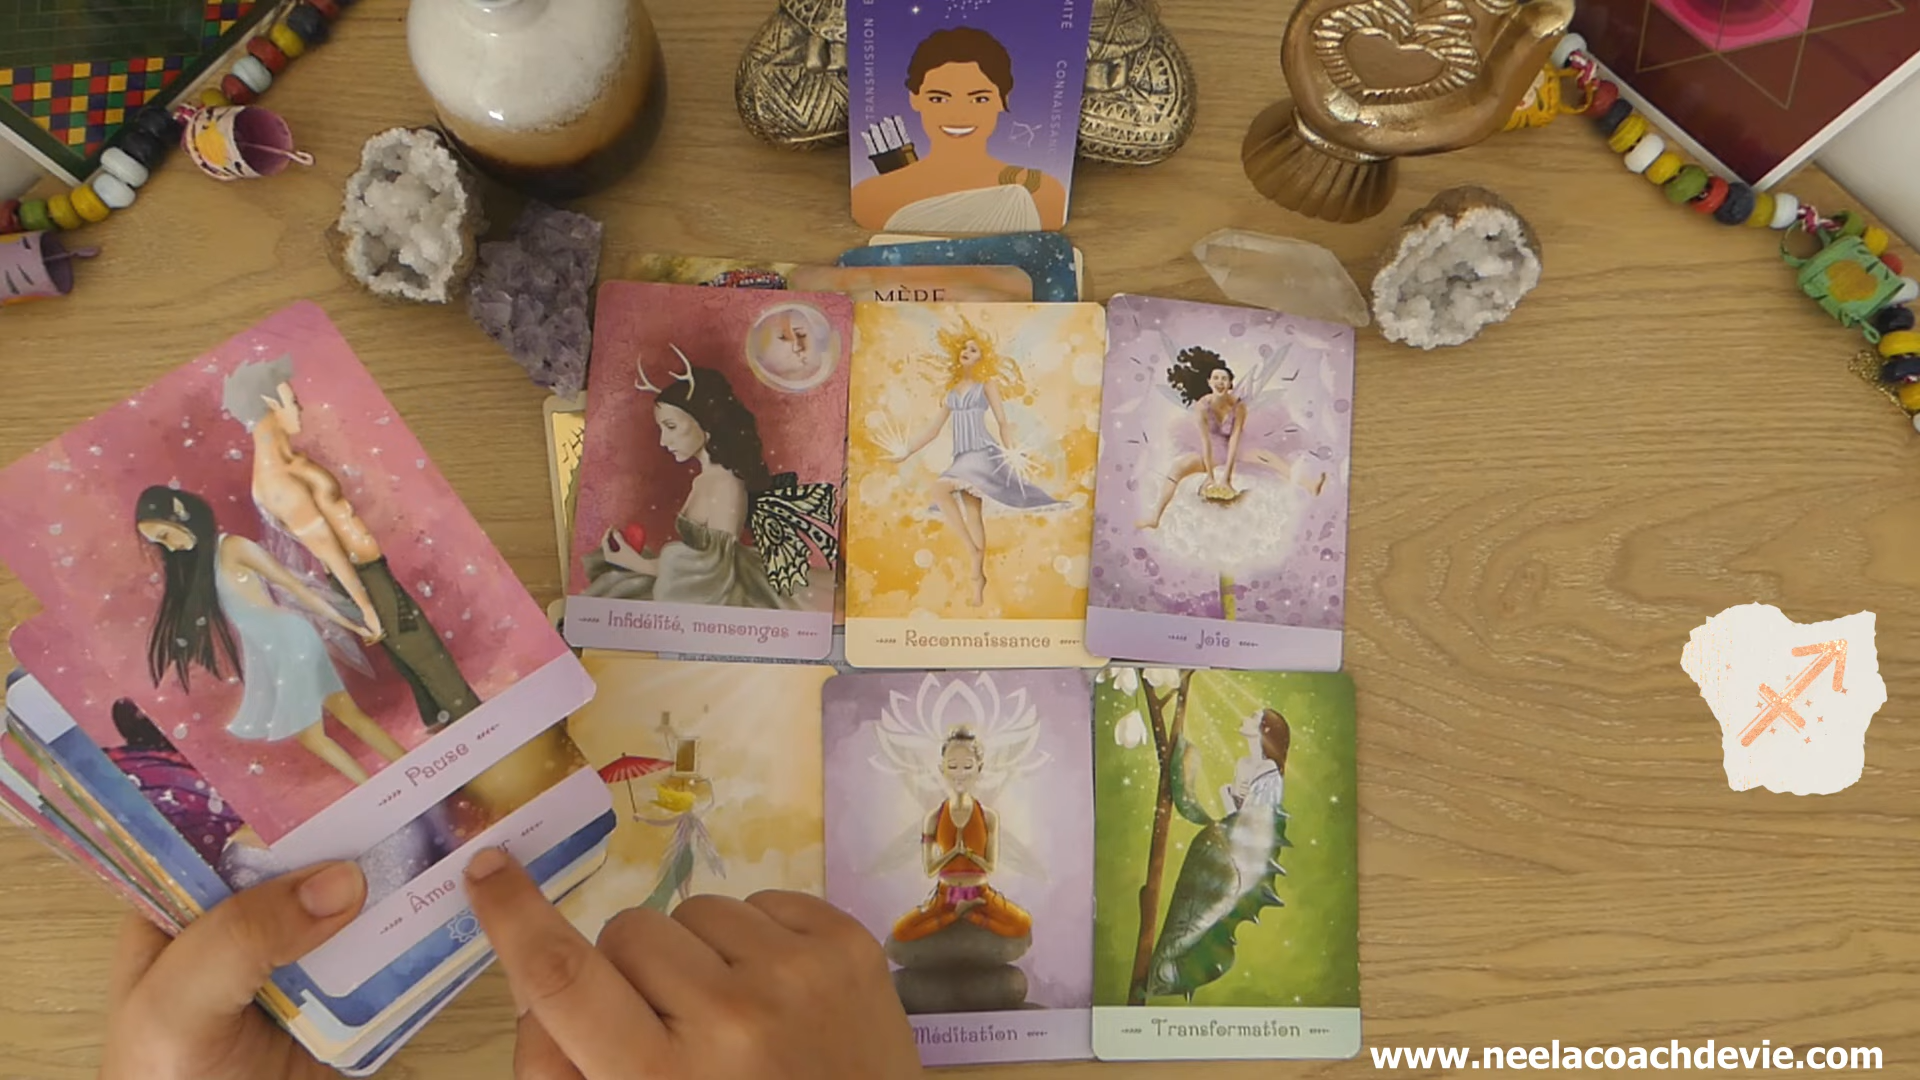 TRANSMISSION
CONNAISSANCE
MÈRE
Infidélité, mensonges
Reconnaissance
Joie
Pause
Âme
Méditation
Transformation
www.neelacoachdevie.com